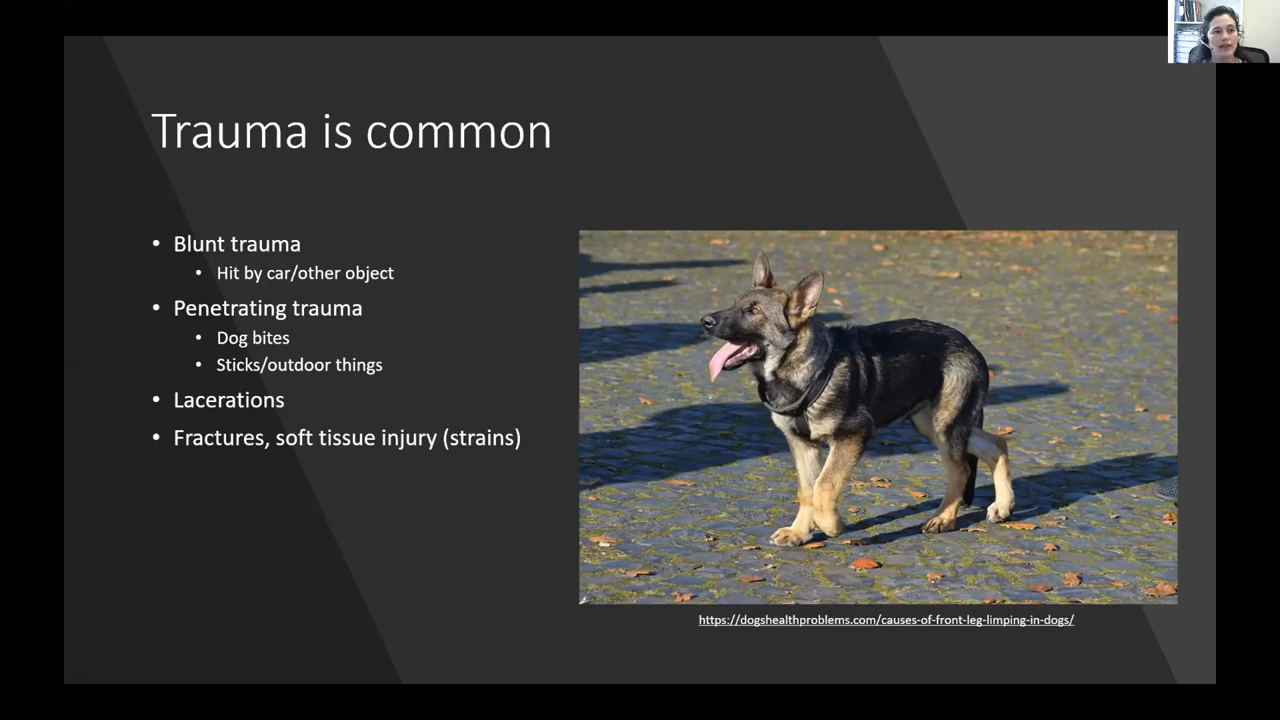 Trauma is common
• Blunt trauma
• Hit by car/other object
• Penetrating trauma
• Dog bites
• Sticks/outdoor things
• Lacerations
• Fractures, soft tissue injury (strains)
https://dogshealthproblems.com/causes-of-front-leg-limping-in-dogs/